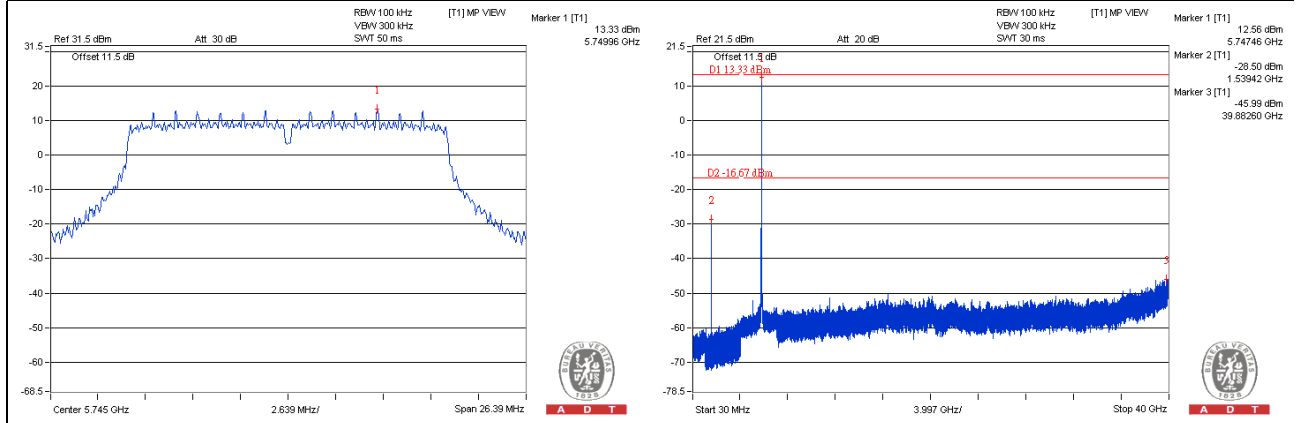 RBW 100 kHz [T1] MP VIEW
VBW 300 kHz
Ref 31.5 dBm Att 30 dB SWT 50 ms
Marker 1 [T1]
13.33 dBm
5.74996 GHz
31.5
Offset 11.5 dB
20
10
0
-10
-20
-30
-40
-50
-60
-68.5
1
Center 5.745 GHz 2.639 MHz/ Span 26.39 MHz
BUREAU VERITAS
1828
A D T
RBW 100 kHz [T1] MP VIEW
VBW 300 kHz
Ref 21.5 dBm Att 20 dB SWT 30 ms
Marker 1 [T1]
12.56 dBm
5.74746 GHz
Marker 2 [T1]
-28.50 dBm
1.53942 GHz
Marker 3 [T1]
-45.99 dBm
39.88260 GHz
21.5
Offset 11.5 dB
1
D1 13.33 dBm
10
0
-10
D2 -16.67 dBm
-20
2
-30
-40
3
-50
-60
-70
-78.5
Start 30 MHz 3.997 GHz/ Stop 40 GHz
BUREAU VERITAS
1828
A D T